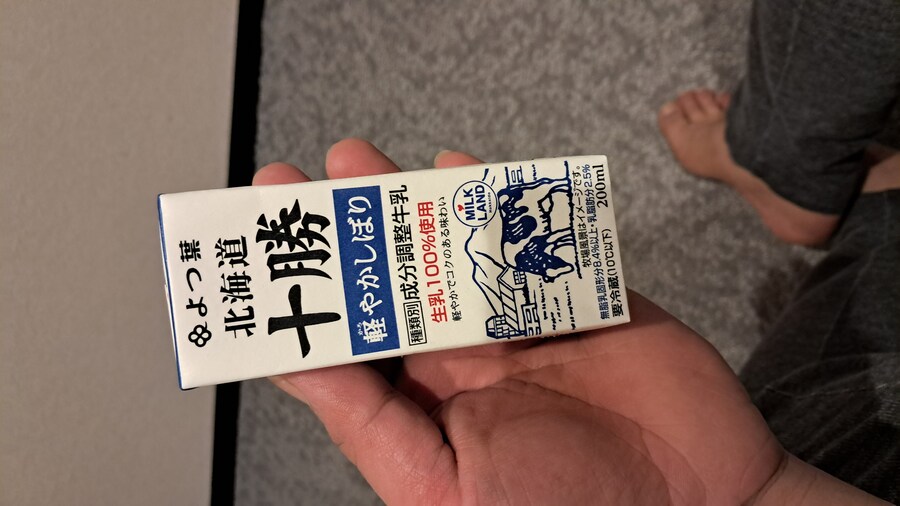 よつ葉
北海道
十勝
かろ
軽やかしぼり
種類別 成分調整牛乳
生乳100%使用
軽やかでコクのある味わい
MILK
LAND
牧場風景はイメージです。
無脂乳固形分8.4%以上・乳脂肪分2.5%
要冷蔵(10℃以下) 200ml